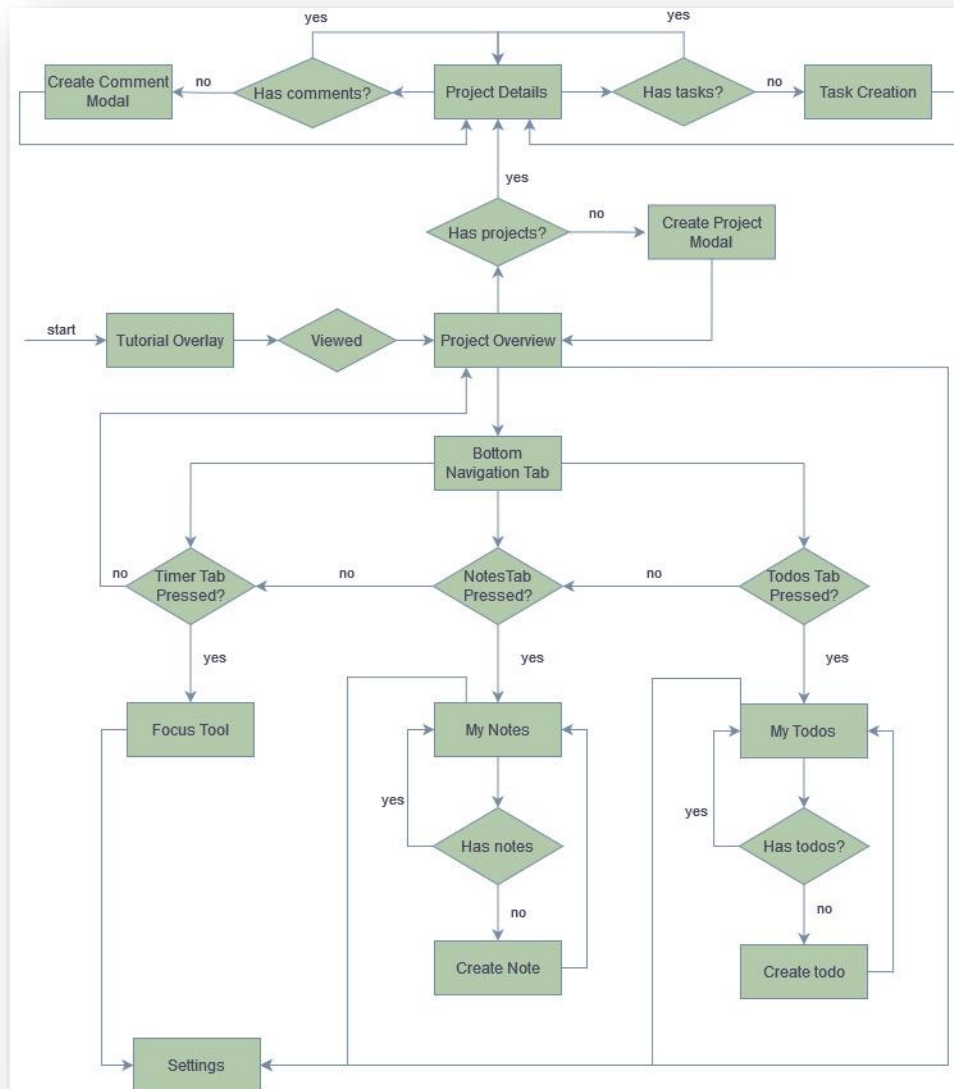 yes
yes
Create Comment
Modal
no
Has comments?
Project Details
Has tasks?
no
Task Creation
yes
Has projects?
no
Create Project
Modal
start
Tutorial Overlay
Viewed
Project Overview
Bottom
Navigation Tab
no
Timer Tab
Pressed?
no
NotesTab
Pressed?
no
Todos Tab
Pressed?
yes
yes
yes
Focus Tool
My Notes
My Todos
yes
yes
Has notes
Has todos?
no
no
Create Note
Create todo
Settings